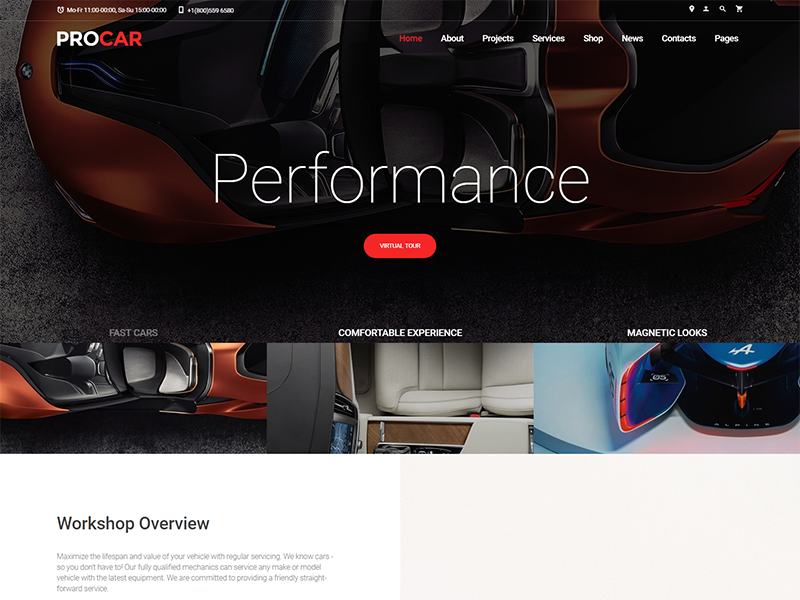 Mo-Fr 11:00-00:00, Sa-Su 15:00-00:00 +1(800)559 6580
PROCAR
Home About Projects Services Shop News Contacts Pages
Performance
VIRTUAL TOUR
FAST CARS COMFORTABLE EXPERIENCE MAGNETIC LOOKS
05
A L P I N E
Workshop Overview
Maximize the lifespan and value of your vehicle with regular servicing. We know cars -
so you don't have to! Our fully qualified mechanics can service any make or model
vehicle with the latest equipment. We are committed to providing a friendly straight-
forward service.